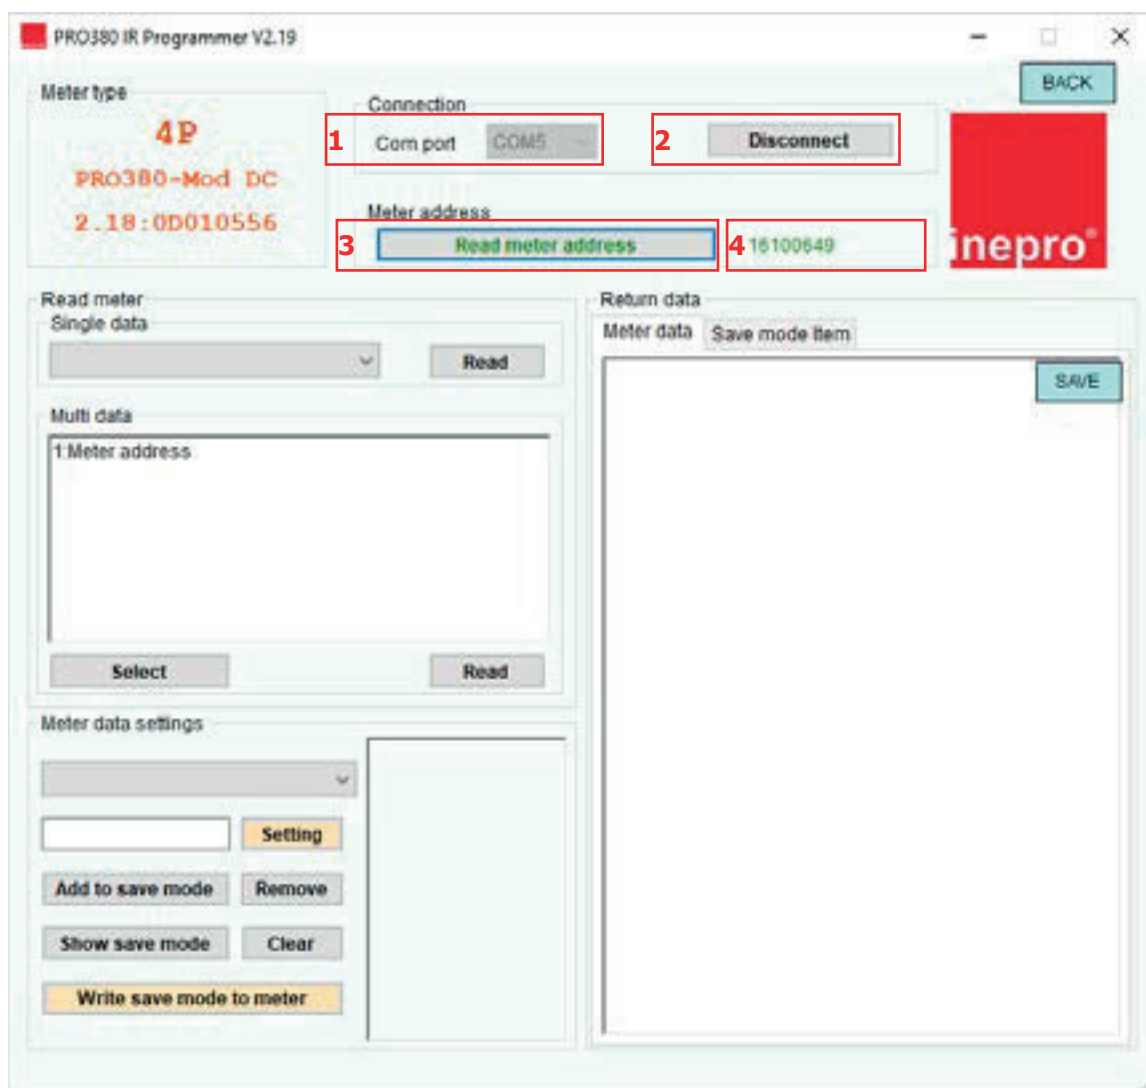 PRO380 IR Programmer V2.19
BACK
Meter type
4P
PRO380-Mod DC
2.18:0D010556
Connection
1 Com port COM5
2 Disconnect
Meter address
3 Read meter address
4 16100649
inepro®
Read meter
Single data
Read
Multi data
1:Meter address
Select Read
Meter data settings
Setting
Add to save mode Remove
Show save mode Clear
Write save mode to meter
Return data
Meter data Save mode Item
SAVE